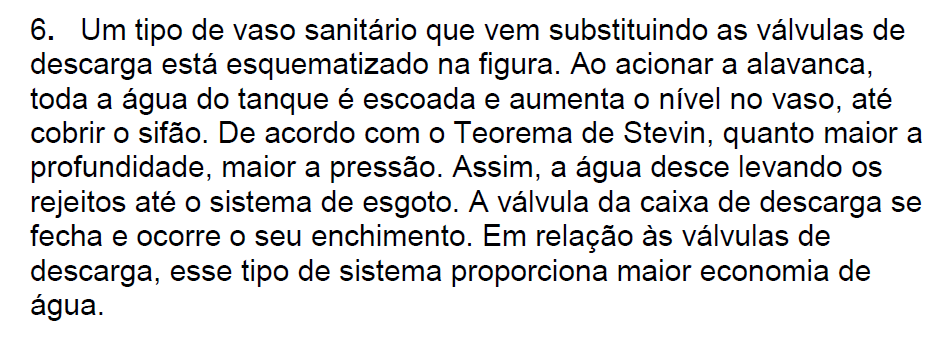 6. Um tipo de vaso sanitário que vem substituindo as válvulas de
descarga está esquematizado na figura. Ao acionar a alavanca,
toda a água do tanque é escoada e aumenta o nível no vaso, até
cobrir o sifão. De acordo com o Teorema de Stevin, quanto maior a
profundidade, maior a pressão. Assim, a água desce levando os
rejeitos até o sistema de esgoto. A válvula da caixa de descarga se
fecha e ocorre o seu enchimento. Em relação às válvulas de
descarga, esse tipo de sistema proporciona maior economia de
água.